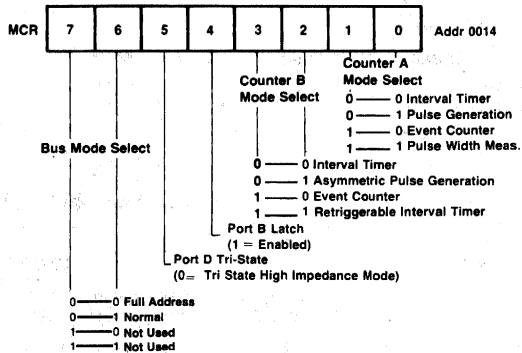 MCR 7 6 5 4 3 2 1 0 Addr 0014
Counter A
Mode Select
0 0 Interval Timer
0 1 Pulse Generation
1 0 Event Counter
1 1 Pulse Width Meas.
Counter B
Mode Select
0 0 Interval Timer
0 1 Asymmetric Pulse Generation
1 0 Event Counter
1 1 Retriggerable Interval Timer
Port B Latch
(1 = Enabled)
Port D Tri-State
(0= Tri State High Impedance Mode)
Bus Mode Select
0 0 Full Address
0 1 Normal
1 0 Not Used
1 1 Not Used